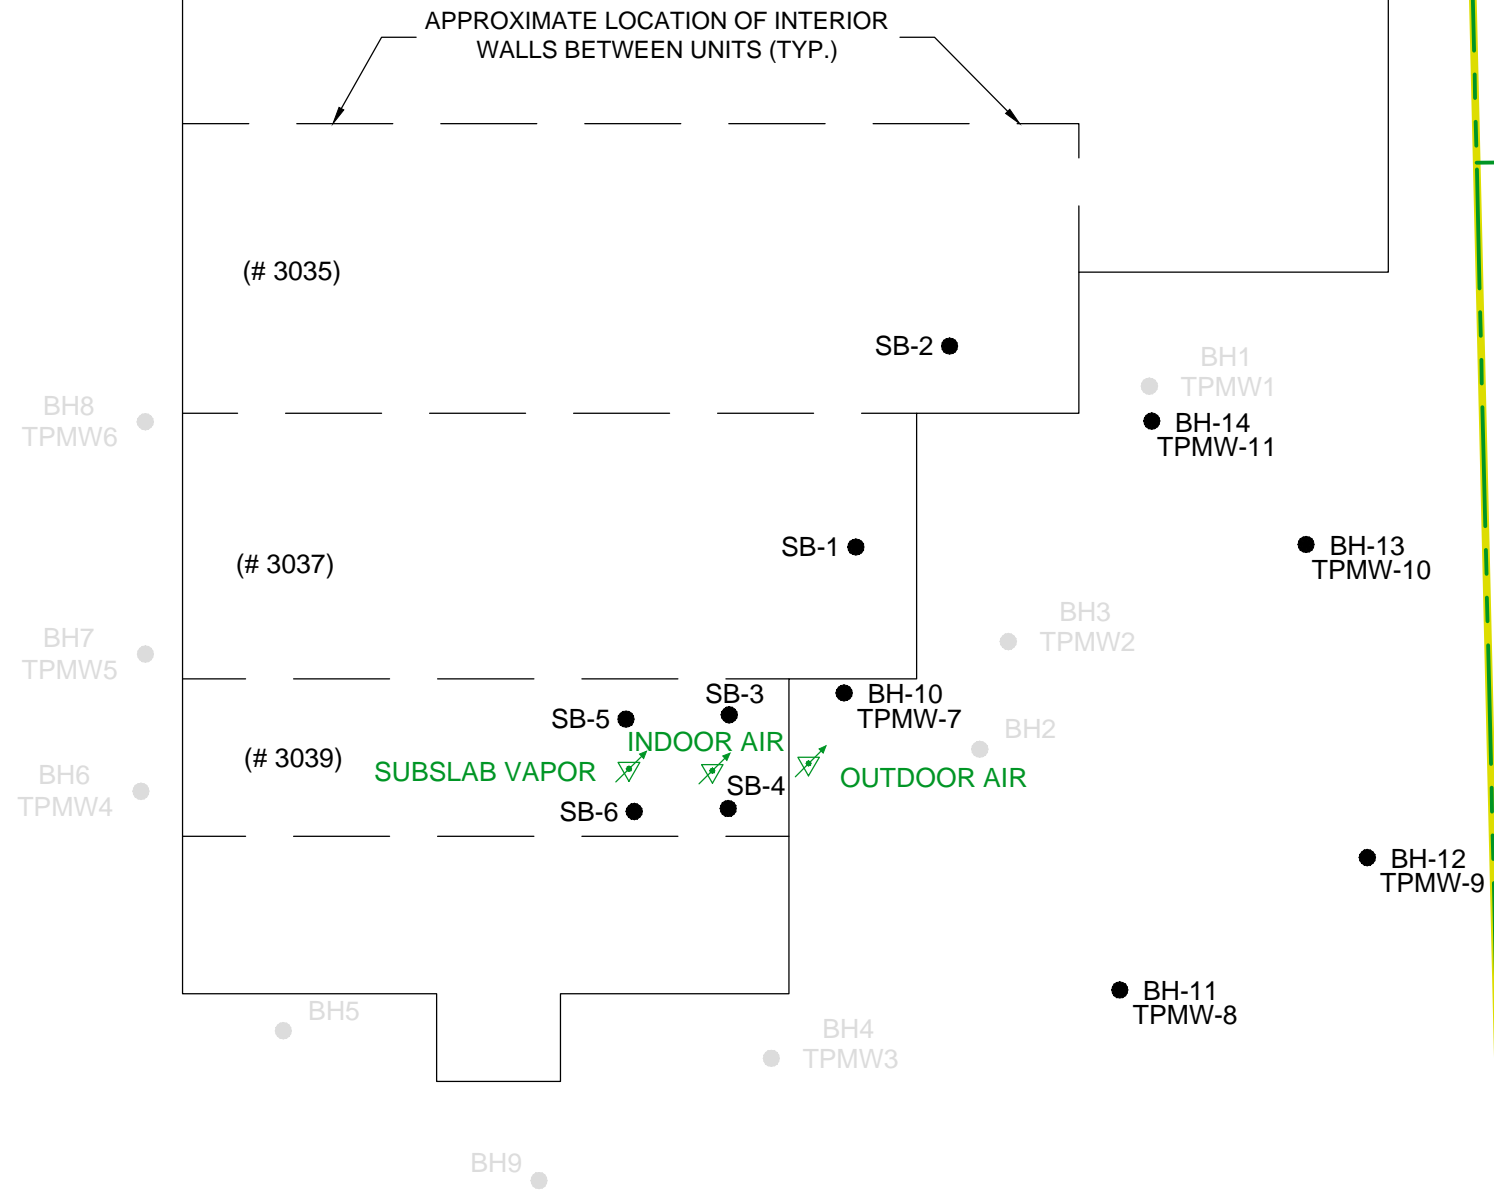 APPROXIMATE LOCATION OF INTERIOR
WALLS BETWEEN UNITS (TYP.)
(# 3035)
SB-2
BH1
TPMW1
BH8
TPMW6
BH-14
TPMW-11
SB-1
BH-13
TPMW-10
(# 3037)
BH3
TPMW2
BH7
TPMW5
SB-3
BH-10
TPMW-7
SB-5
INDOOR AIR
BH2
(# 3039)
SUBSLAB VAPOR
OUTDOOR AIR
BH6
TPMW4
SB-4
SB-6
BH-12
TPMW-9
BH-11
TPMW-8
BH5
BH4
TPMW3
BH9